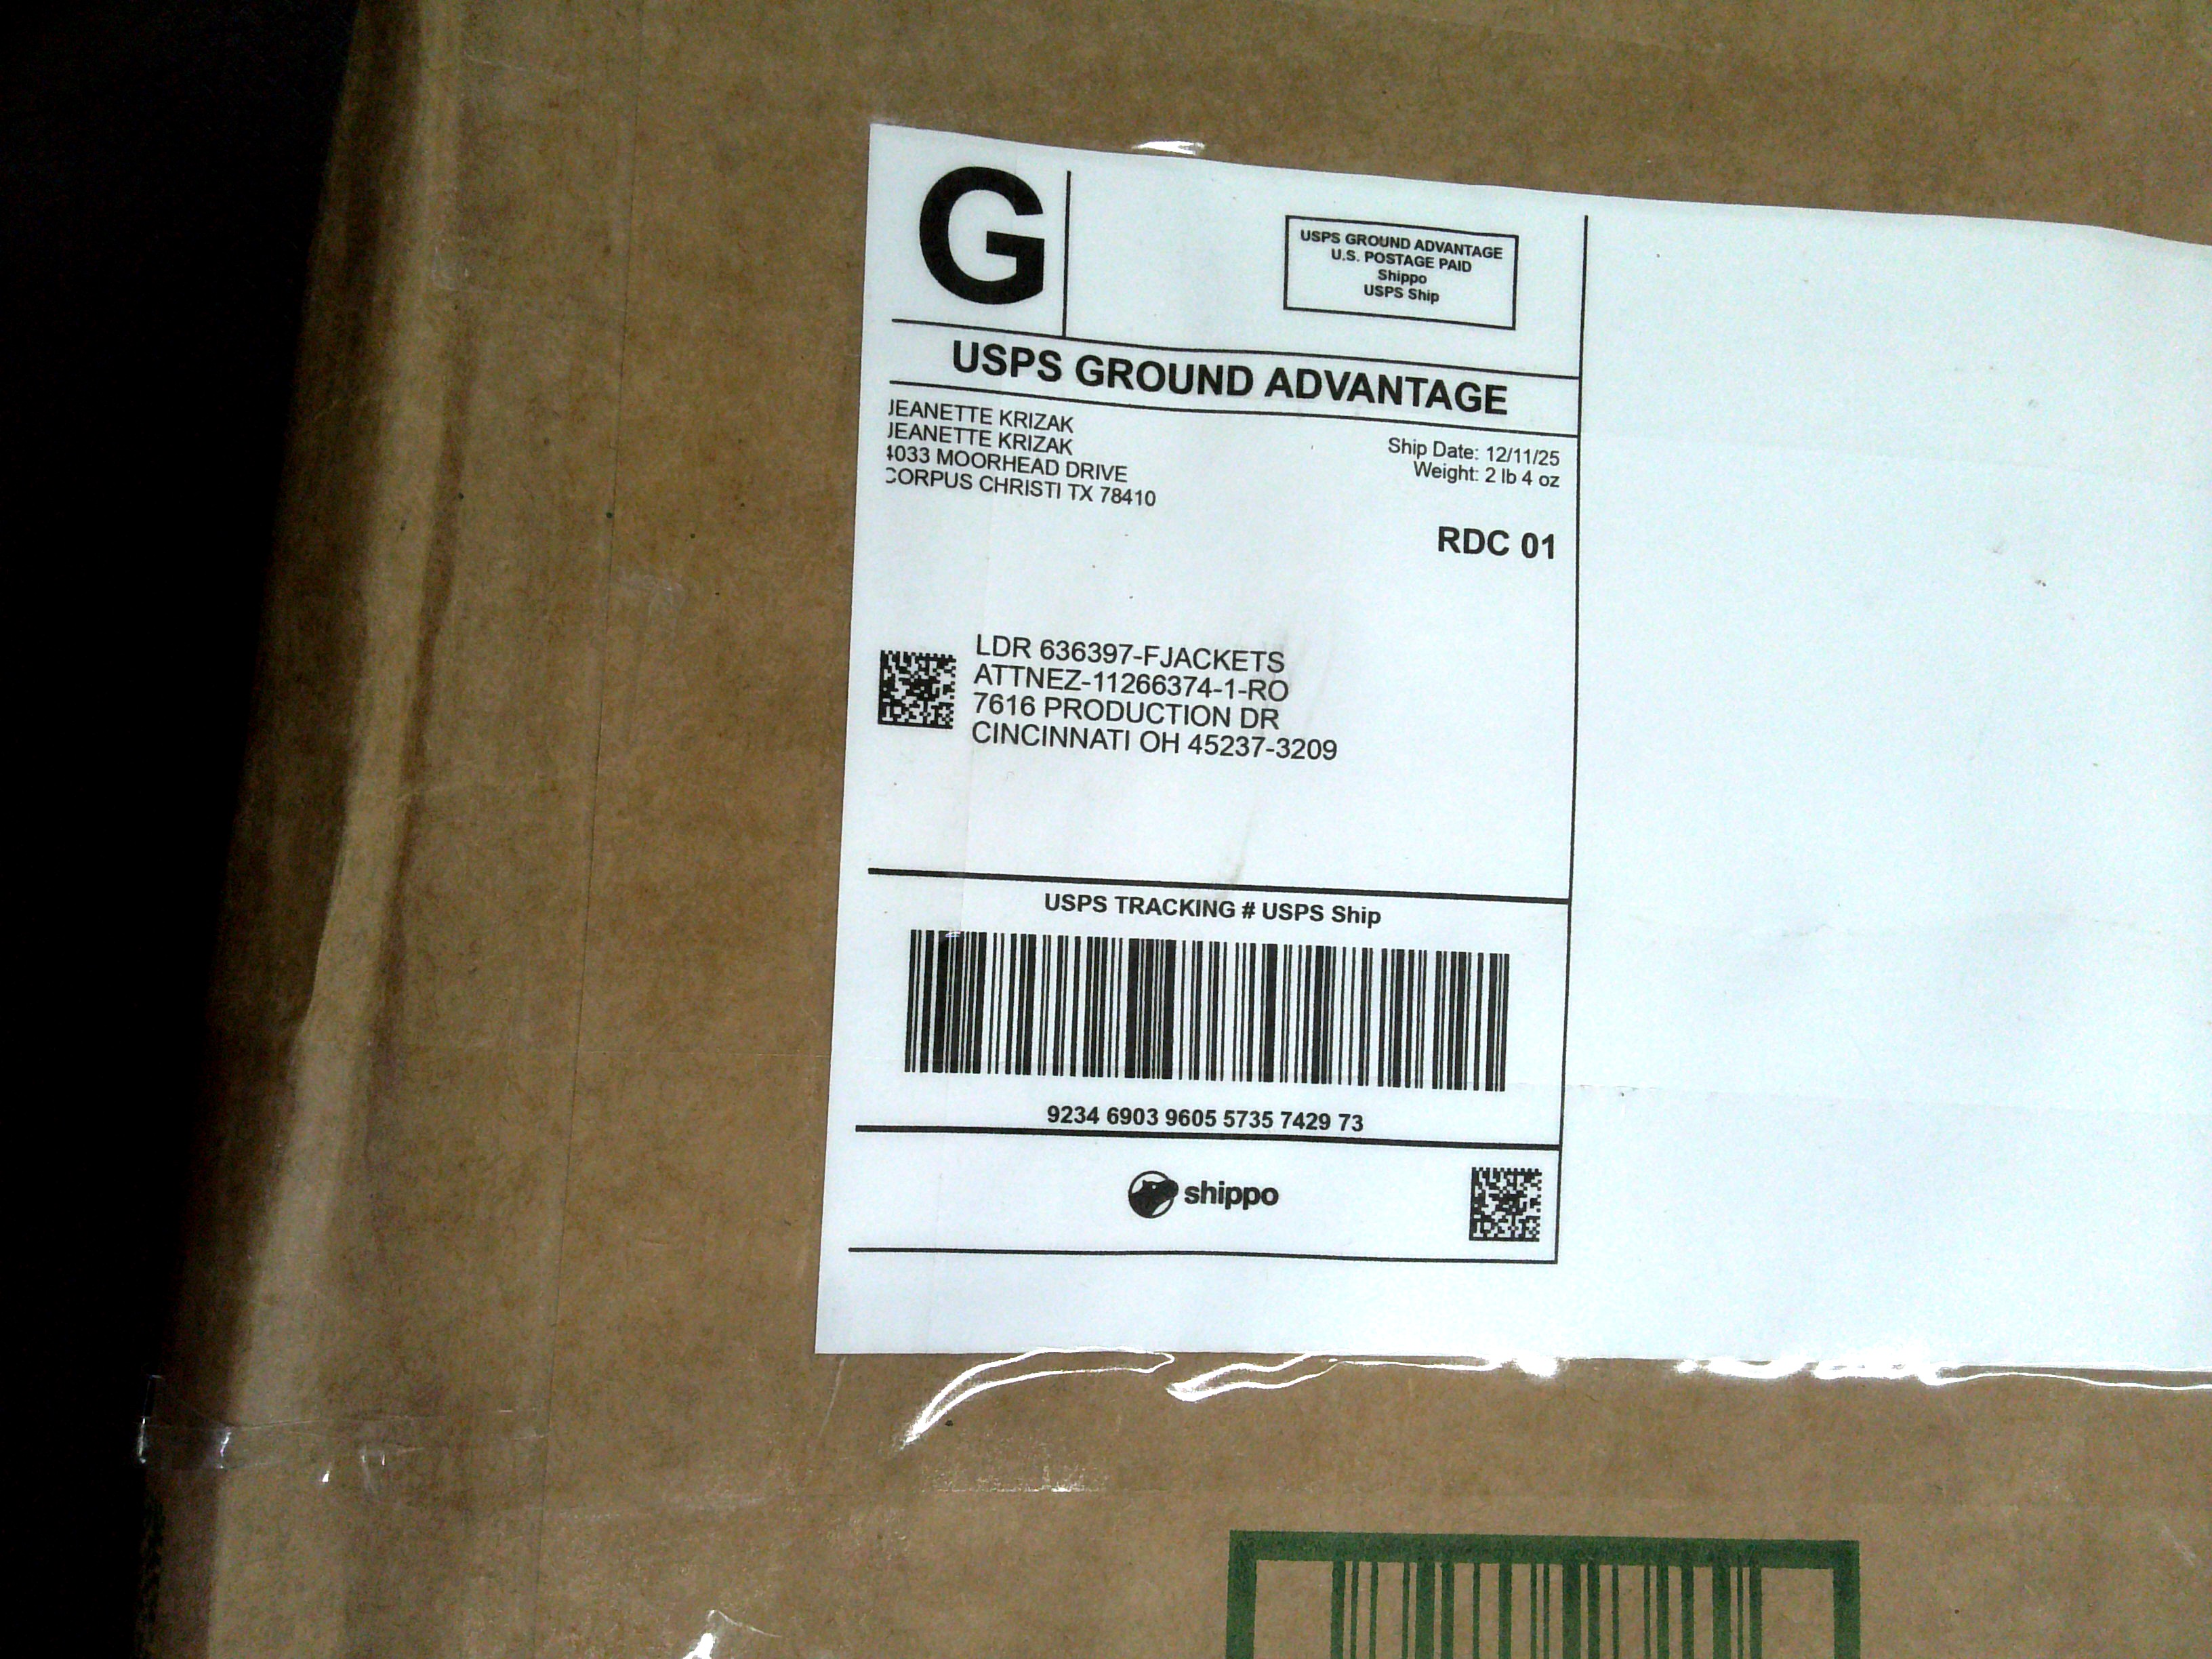 G
USPS GROUND ADVANTAGE
U.S. POSTAGE PAID
Shippo
USPS Ship
USPS GROUND ADVANTAGE
JEANETTE KRIZAK
JEANETTE KRIZAK
4033 MOORHEAD DRIVE
CORPUS CHRISTI TX 78410
Ship Date: 12/11/25
Weight: 2 lb 4 oz
RDC 01
LDR 636397-FJACKETS
ATTNEZ-11266374-1-RO
7616 PRODUCTION DR
CINCINNATI OH 45237-3209
USPS TRACKING # USPS Ship
9234 6903 9605 5735 7429 73
shippo